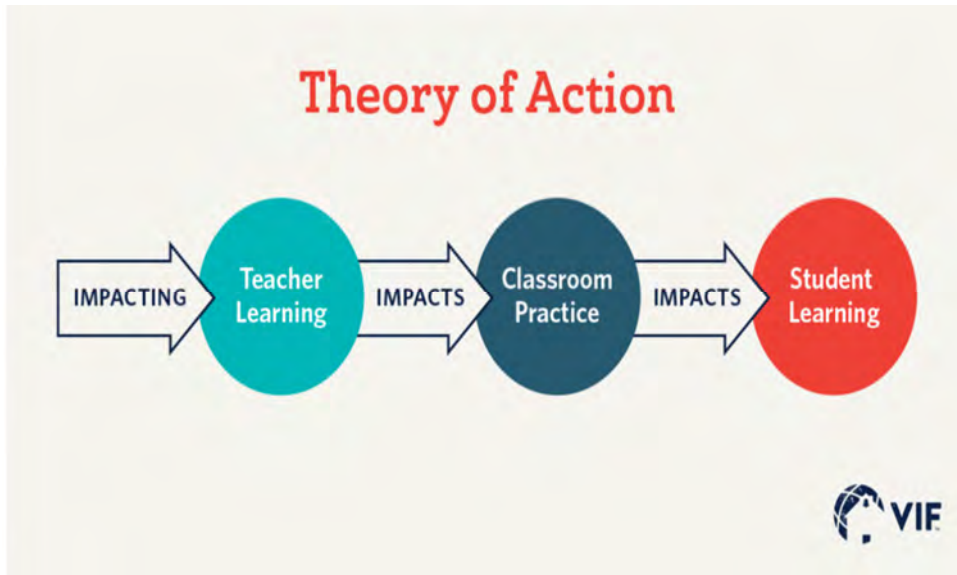 Theory of Action
IMPACTING
Teacher
Learning
IMPACTS
Classroom
Practice
IMPACTS
Student
Learning
VIF